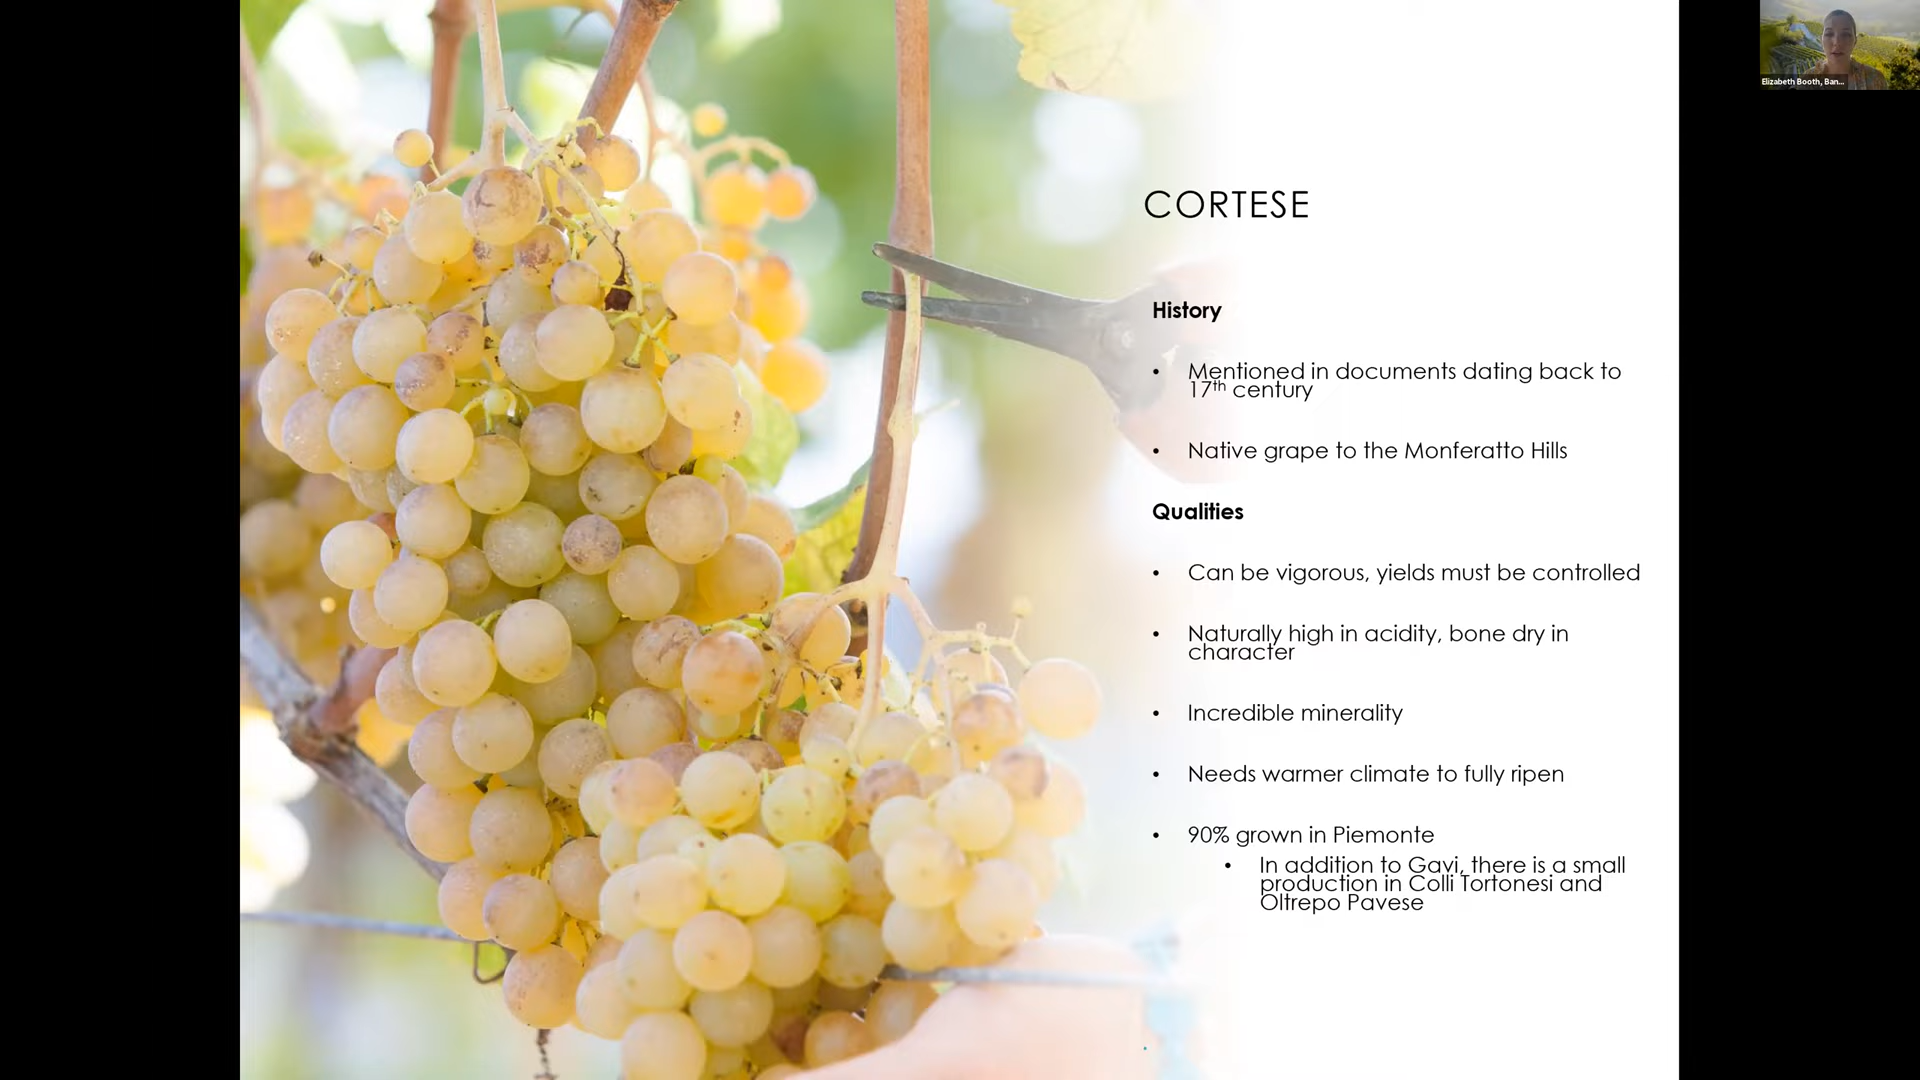 Elizabeth Booth, Ban...
CORTESE
History
• Mentioned in documents dating back to
17th century
• Native grape to the Monferatto Hills
Qualities
• Can be vigorous, yields must be controlled
• Naturally high in acidity, bone dry in
character
• Incredible minerality
• Needs warmer climate to fully ripen
• 90% grown in Piemonte
• In addition to Gavi, there is a small
production in Colli Tortonesi and
Oltrepo Pavese